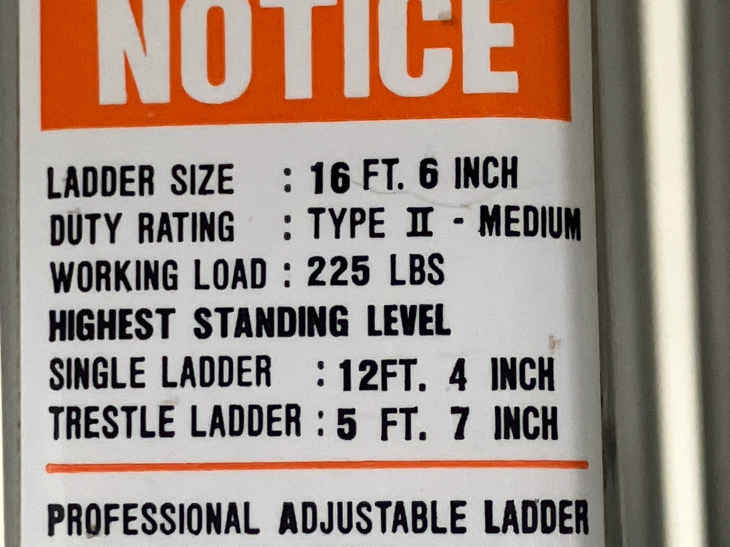 NOTICE
LADDER SIZE : 16 FT. 6 INCH
DUTY RATING : TYPE II - MEDIUM
WORKING LOAD : 225 LBS
HIGHEST STANDING LEVEL
SINGLE LADDER : 12FT. 4 INCH
TRESTLE LADDER : 5 FT. 7 INCH
PROFESSIONAL ADJUSTABLE LADDER